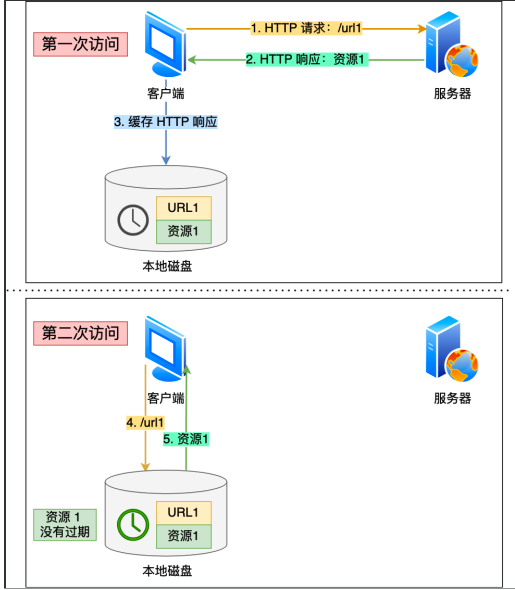 第一次访问
1. HTTP 请求：/url1
2. HTTP 响应：资源1
客户端
服务器
3. 缓存 HTTP 响应
URL1
资源1
本地磁盘
第二次访问
客户端
服务器
4. /url1
5. 资源1
资源 1
没有过期
URL1
资源1
本地磁盘